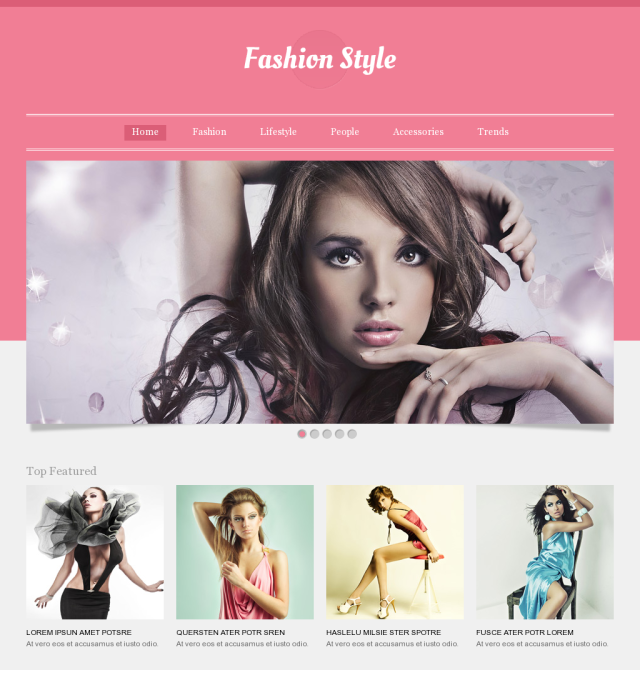 Fashion Style
Home Fashion Lifestyle People Accessories Trends
Top Featured
LOREM IPSUN AMET POTSRE
At vero eos et accusamus et iusto odio.
QUERSTEN ATER POTR SREN
At vero eos et accusamus et iusto odio.
HASLELU MILSIE STER SPOTRE
At vero eos et accusamus et iusto odio.
FUSCE ATER POTR LOREM
At vero eos et accusamus et iusto odio.